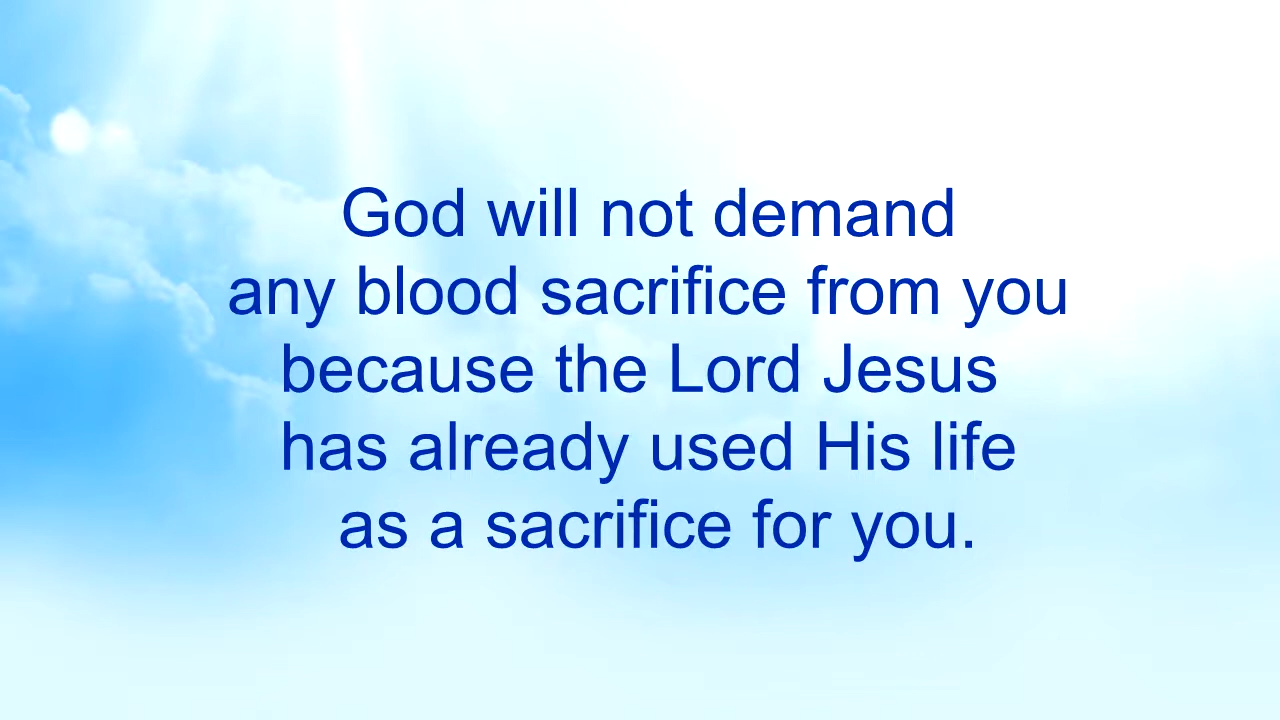 God will not demand
any blood sacrifice from you
because the Lord Jesus
has already used His life
as a sacrifice for you.